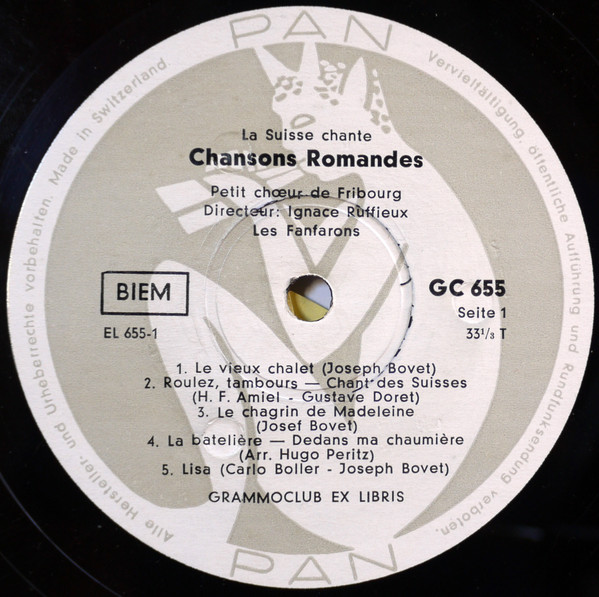 PAN
La Suisse chante
Chansons Romandes
Petit chœur de Fribourg
Directeur: Ignace Ruffieux
Les Fanfarons
BIEM
EL 655-1
GC 655
Seite 1
33⅓ T
1. Le vieux chalet (Joseph Bovet)
2. Roulez, tambours — Chant des Suisses
(H. F. Amiel - Gustave Doret)
3. Le chagrin de Madeleine
(Josef Bovet)
4. La batelière — Dedans ma chaumière
(Arr. Hugo Peritz)
5. Lisa (Carlo Boller - Joseph Bovet)
GRAMMOCLUB EX LIBRIS
PAN
Alle Hersteller- und Urheberrechte vorbehalten. Made in Switzerland
Vervielfältigung, öffentliche Aufführung und Rundfunksendung verboten.